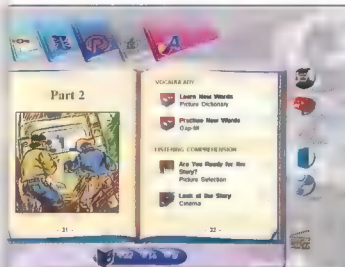 Part 2
- 31 -
VOCABULARY
Learn New Words
Picture Dictionary
Practise New Words
Gap-fill
LISTENING COMPREHENSION
Are You Ready for the
Story?
Picture Selection
Look at the Story
Cinema
- 32 -